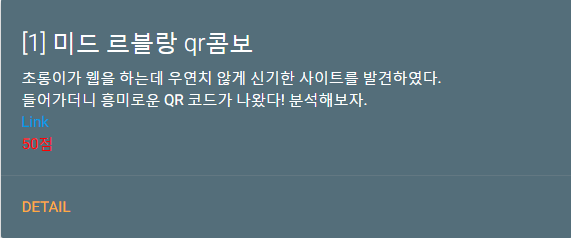 [1] 미드 르블랑 qr콤보
초롱이가 웹을 하는데 우연치 않게 신기한 사이트를 발견하였다.
들어가더니 흥미로운 QR 코드가 나왔다! 분석해보자.
Link
50점
DETAIL